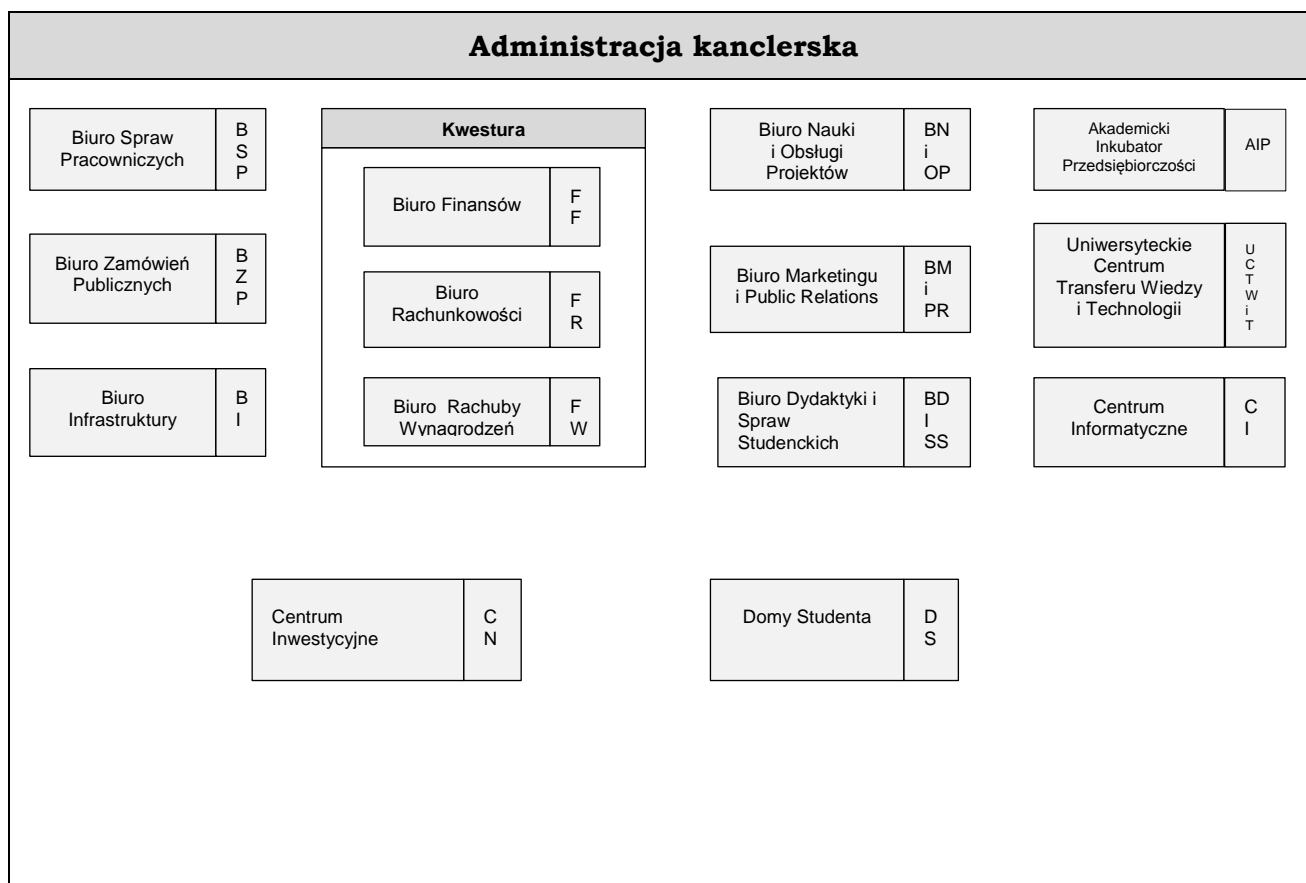 Administracja kanclerska
Biuro Spraw
Pracowniczych
B
S
P
Kwestura
Biuro Nauki
i Obsługi
Projektów
BN
i
OP
Akademicki
Inkubator
Przedsiębiorczości
AIP
Biuro Finansów
F
F
Biuro Zamówień
Publicznych
B
Z
P
Biuro
Rachunkowości
F
R
Biuro Marketingu
i Public Relations
BM
i
PR
Uniwersyteckie
Centrum
Transferu Wiedzy
i Technologii
U
C
T
W
i
T
Biuro
Infrastruktury
B
I
Biuro  Rachuby
Wynagrodzeń
F
W
Biuro Dydaktyki i
Spraw
Studenckich
BD
I
SS
Centrum
Informatyczne
C
I
Centrum
Inwestycyjne
C
N
Domy Studenta
D
S